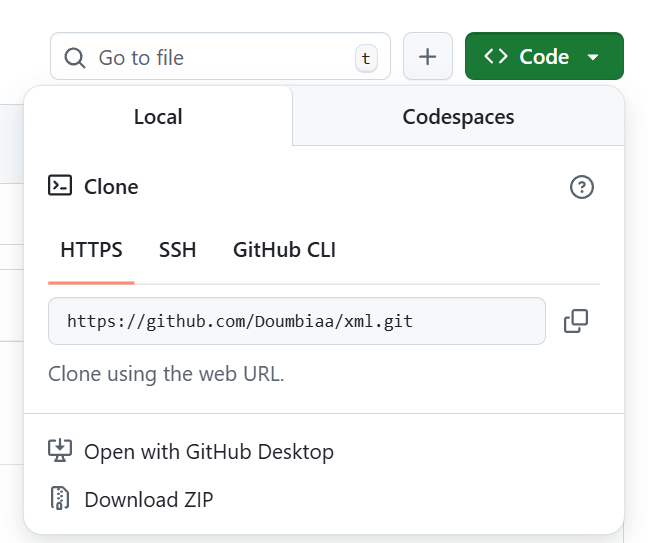 Go to file
t
Code
Local
Codespaces
Clone
HTTPS
SSH
GitHub CLI
https://github.com/Doumbiaa/xml.git
Clone using the web URL.
Open with GitHub Desktop
Download ZIP